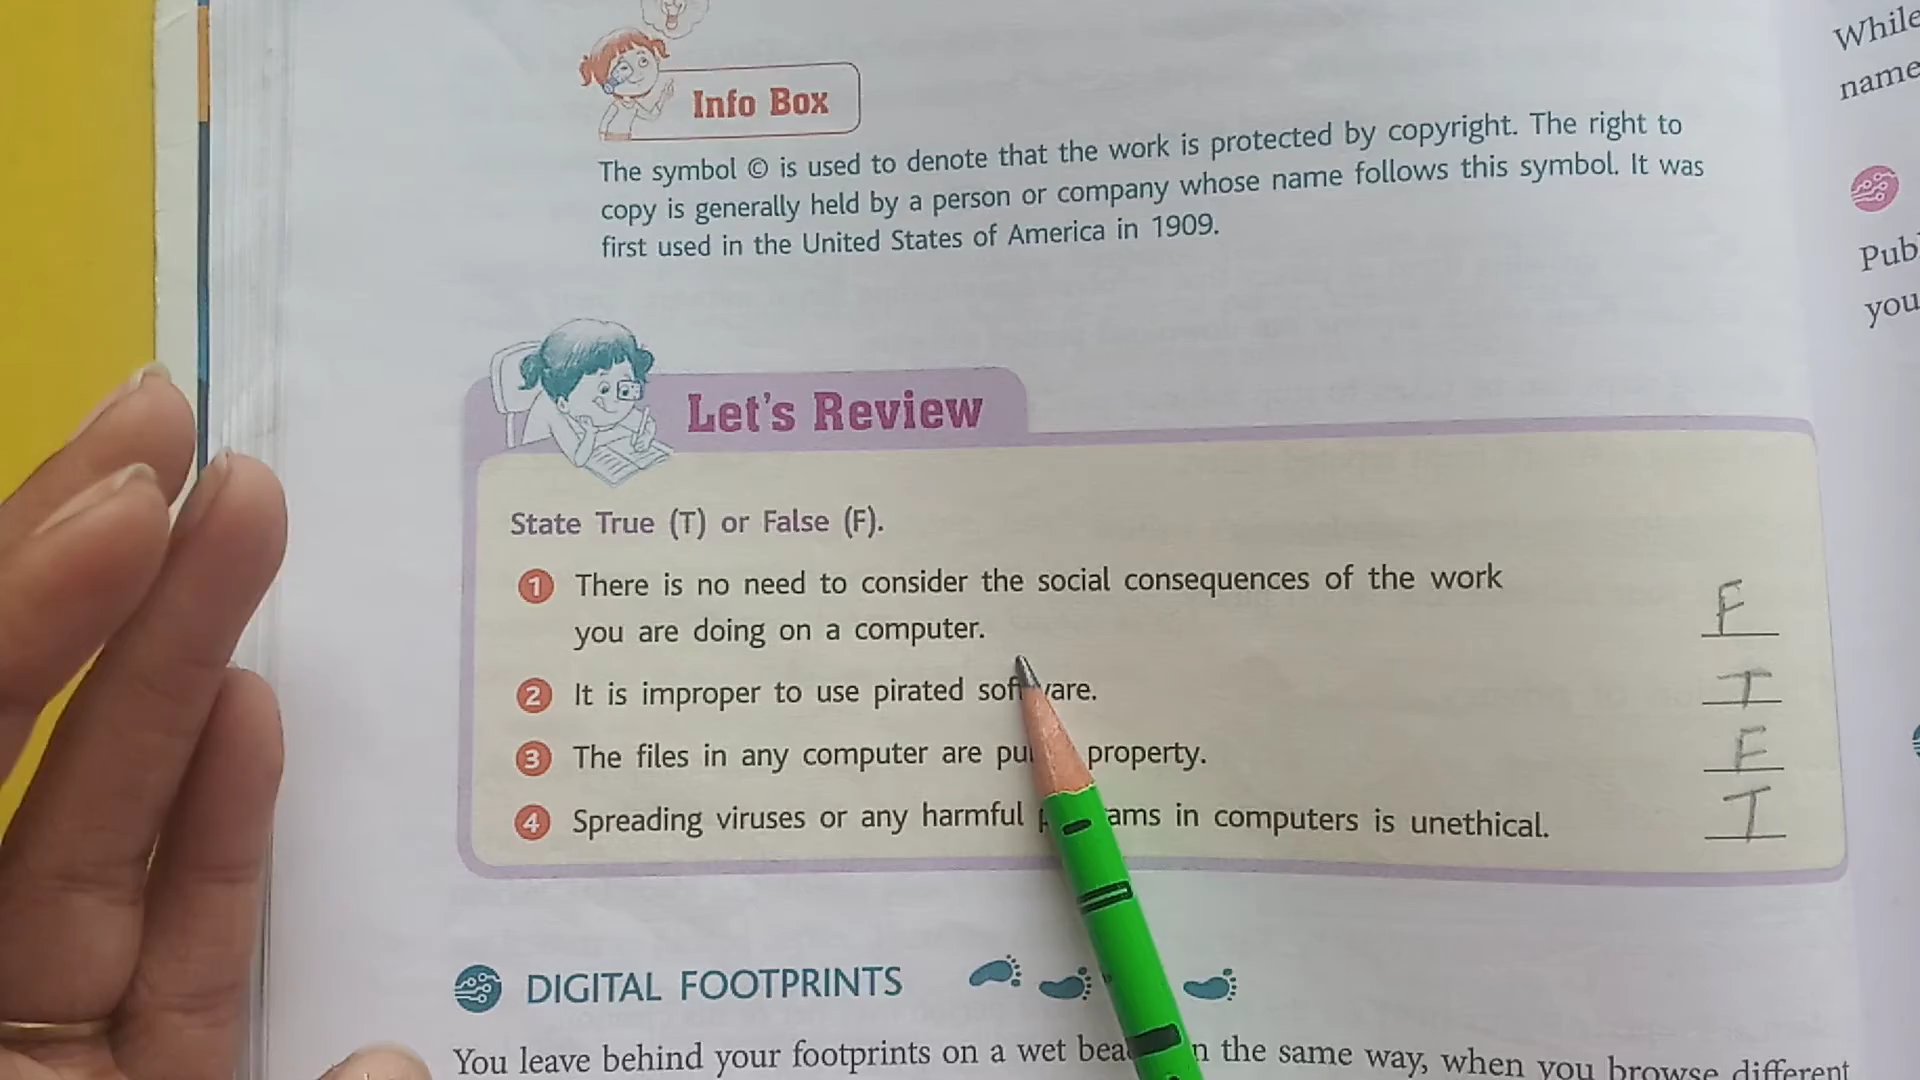 Info Box
The symbol © is used to denote that the work is protected by copyright. The right to
copy is generally held by a person or company whose name follows this symbol. It was
first used in the United States of America in 1909.
Let's Review
State True (T) or False (F).
1 There is no need to consider the social consequences of the work
you are doing on a computer. F
2 It is improper to use pirated software. T
3 The files in any computer are property. F
4 Spreading viruses or any harmful in computers is unethical. T
DIGITAL FOOTPRINTS
You leave behind your footprints on a wet the same way, when you browse different
While
name
you